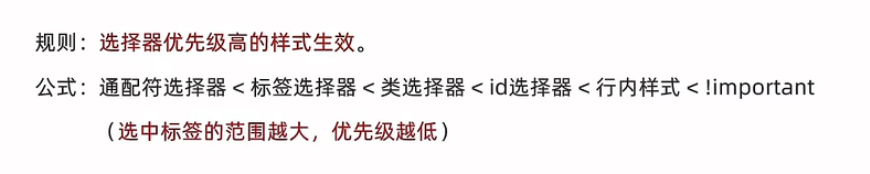 规则：选择器优先级高的样式生效。
公式：通配符选择器 < 标签选择器 < 类选择器 < id选择器 < 行内样式 < !important
（选中标签的范围越大，优先级越低）